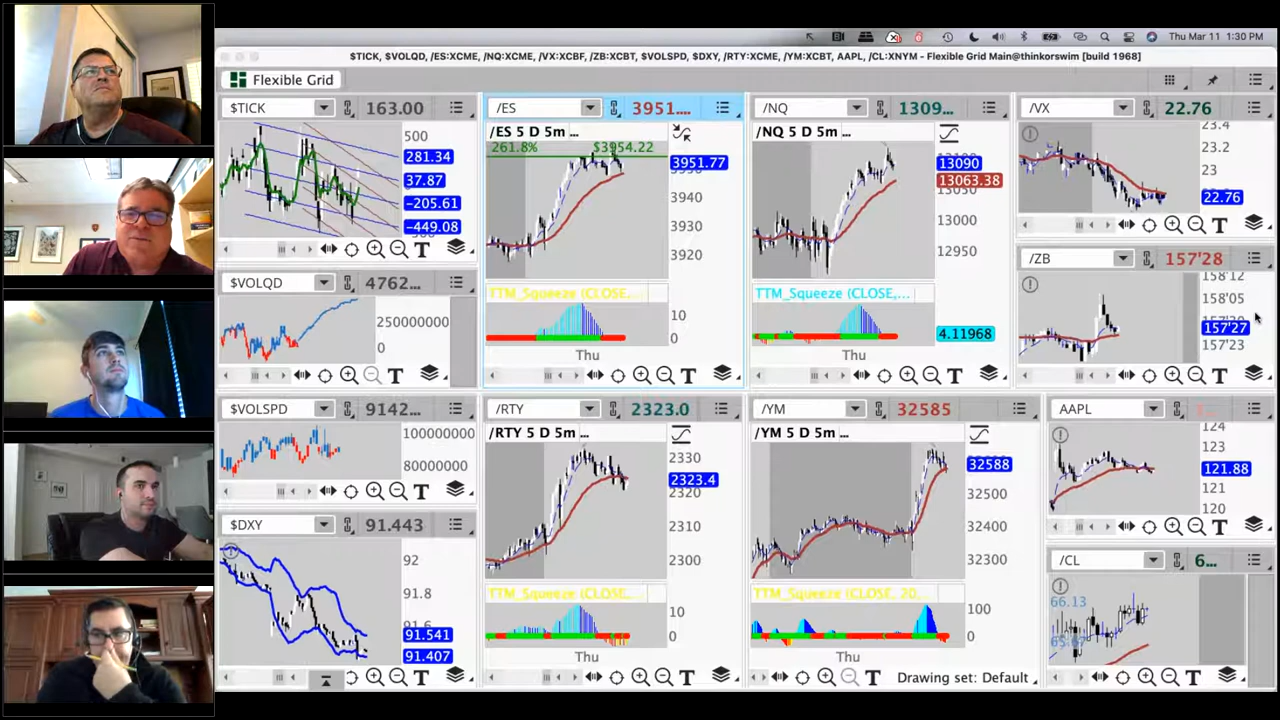 Thu Mar 11 1:30 PM
$TICK, $VOLQD, /ES:XCME, /NQ:XCME, /VX:XCBF, /ZB:XCBT, $VOLSPD, $DXY, /RTY:XCME, /YM:XCBT, AAPL, /CL:XNYM - Flexible Grid Main@thinkorswim [build 1968]
Flexible Grid
$TICK 163.00
500
281.34
37.87
-205.61
-449.08
T
$VOLQD 4762...
250000000
0
T
$VOLSPD 9142...
100000000
80000000
T
$DXY 91.443
92
91.8
91.541
91.407
T
/ES 3951....
/ES 5 D 5m ...
261.8% $3954.22
3951.77
3940
3930
3920
TTM_Squeeze (CLOSE,...
10
0
Thu
T
/NQ 1309...
/NQ 5 D 5m ...
13090
13063.38
13000
12950
TTM_Squeeze (CLOSE,...
4.11968
Thu
T
/VX 22.76
23.4
23.2
23
22.76
T
/ZB 157'28
158'12
158'05
157'27
157'23
T
/RTY 2323.0
/RTY 5 D 5m ...
2330
2323.4
2320
2310
2300
TTM_Squeeze (CLOSE,...
10
0
Thu
T
/YM 32585
/YM 5 D 5m ...
32588
32500
32400
32300
TTM_Squeeze (CLOSE, 20...
100
0
Thu
T
Drawing set: Default
AAPL
124
123
121.88
121
120
T
/CL 6...
66.13
T